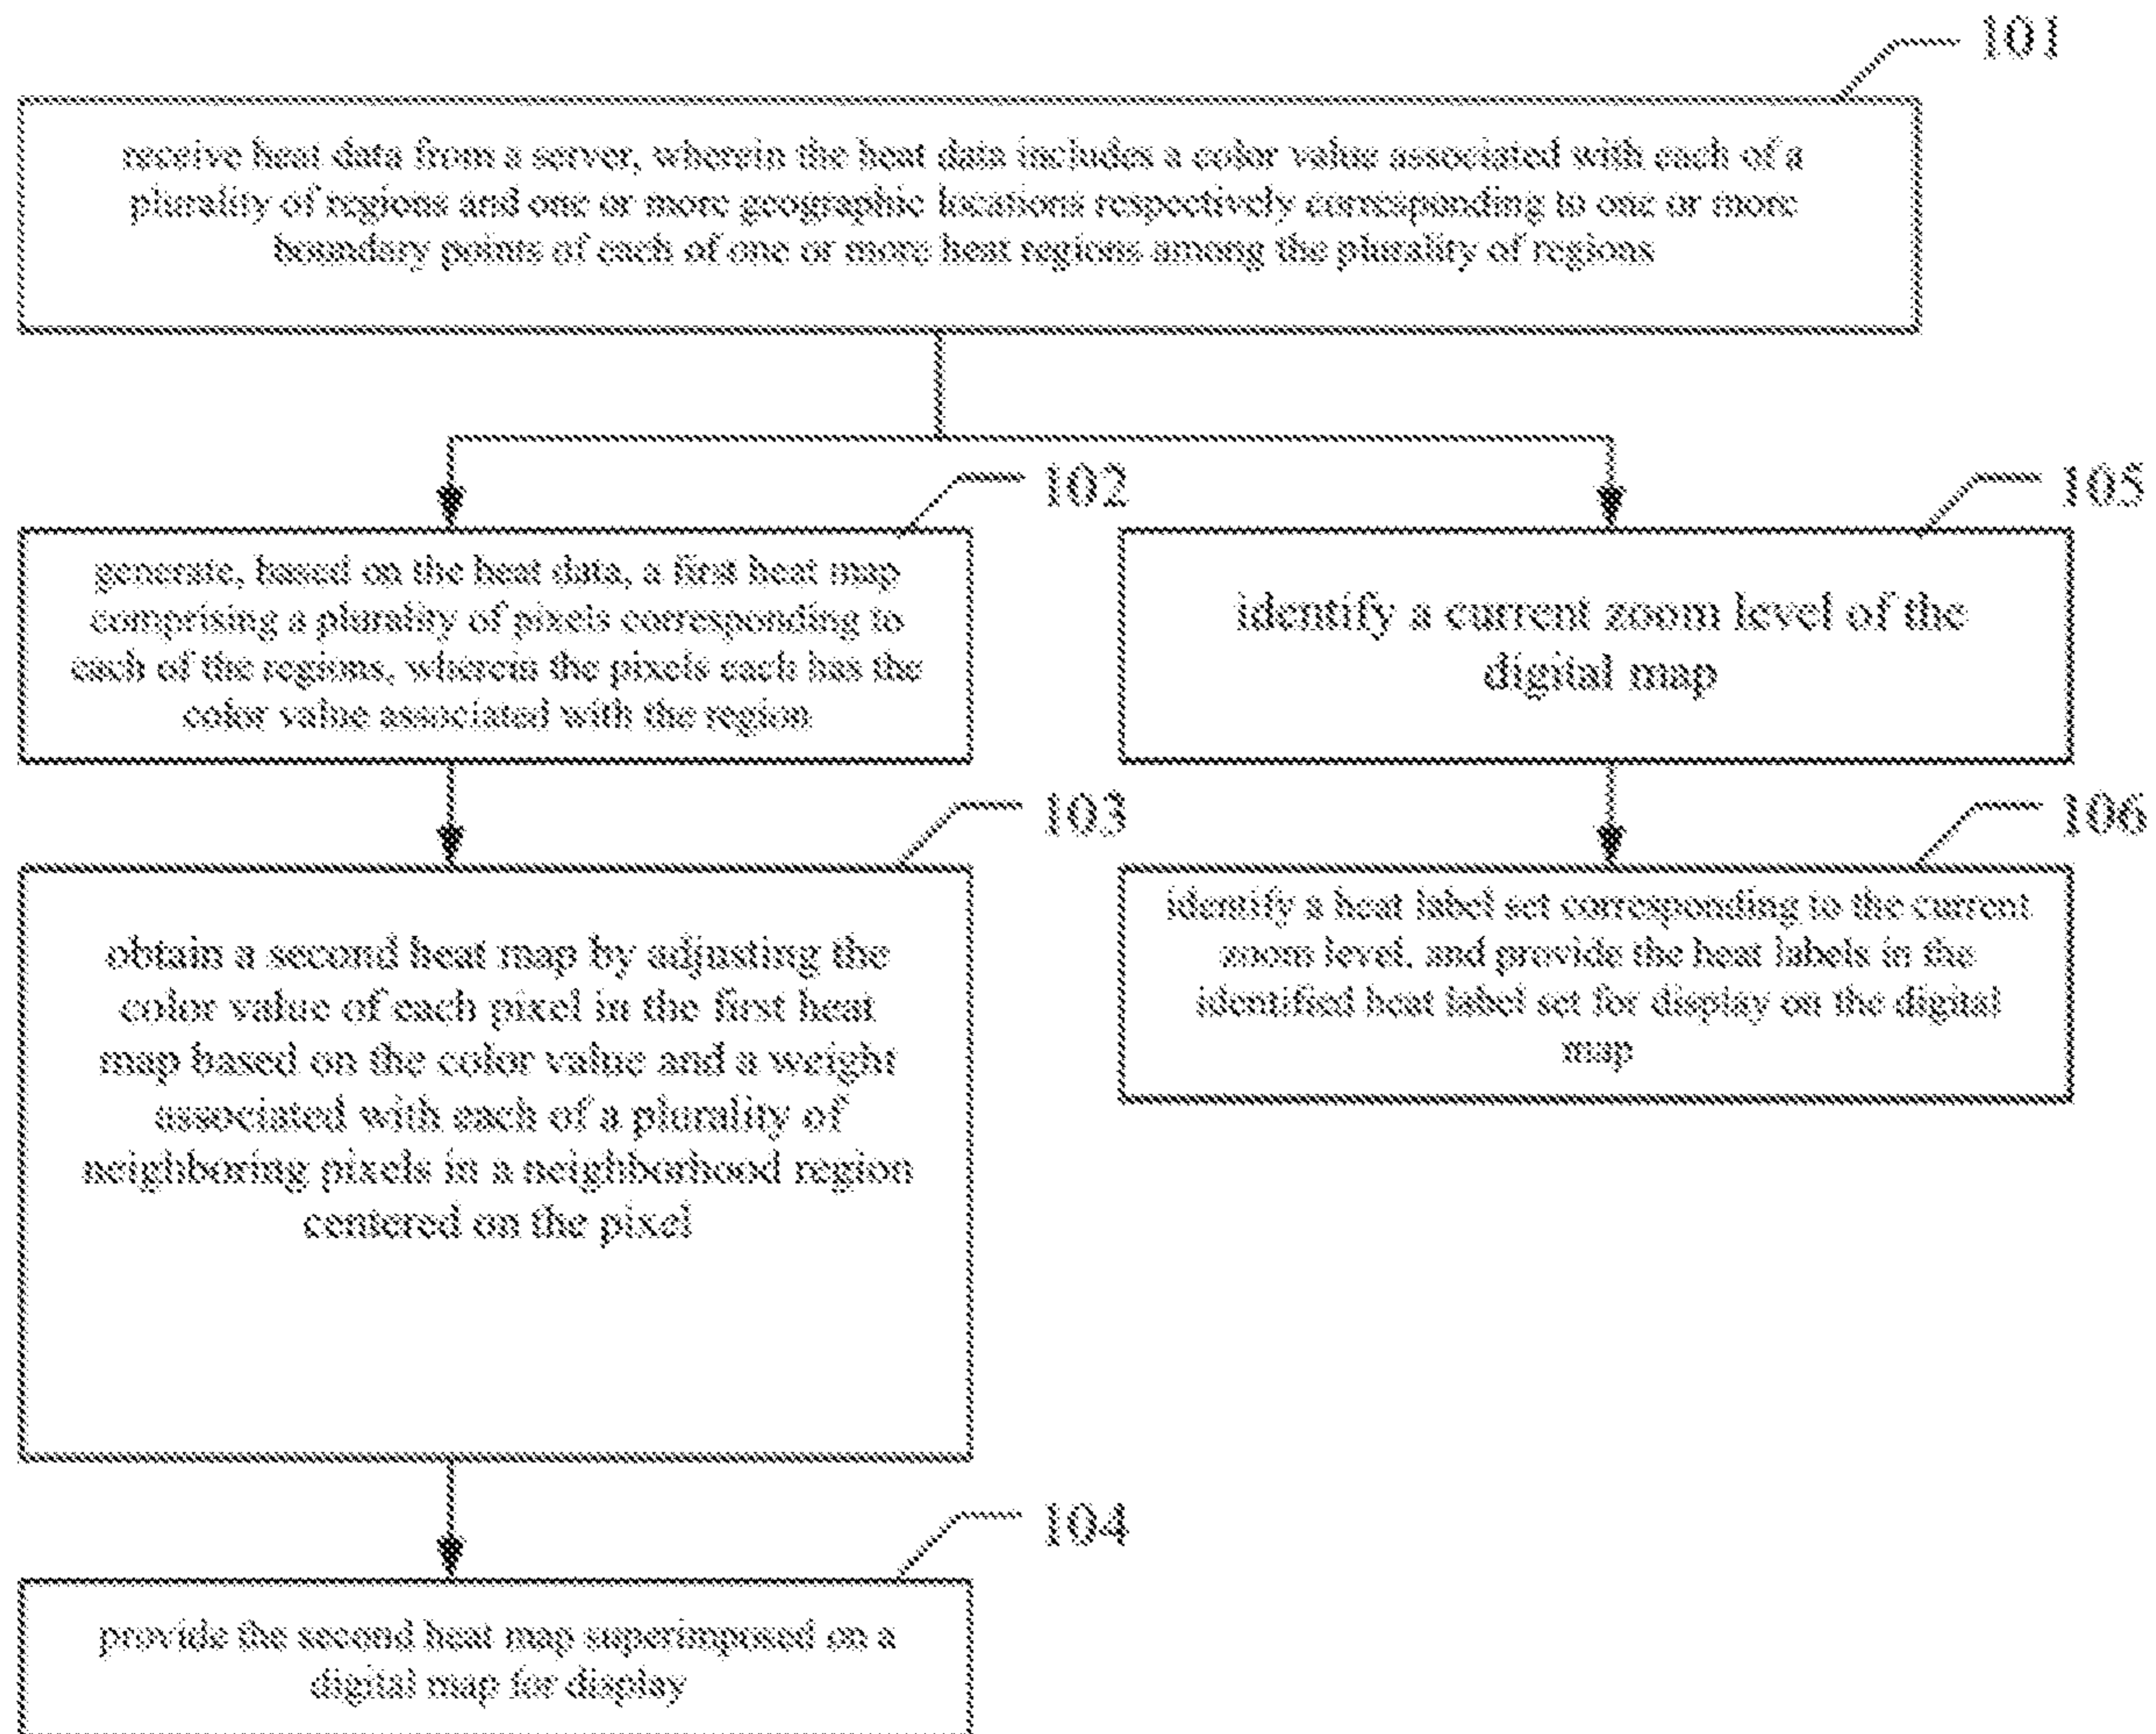 101
receive heat data from a server, wherein the heat data includes a color value associated with each of a
plurality of regions and one or more geographic locations respectively corresponding to one or more
boundary points of each of one or more heat regions among the plurality of regions
102
generate, based on the heat data, a first heat map
comprising a plurality of pixels corresponding to
each of the regions, wherein the pixels each has the
color value associated with the region
105
identify a current zoom level of the
digital map
103
obtain a second heat map by adjusting the
color value of each pixel in the first heat
map based on the color value and a weight
associated with each of a plurality of
neighboring pixels in a neighborhood region
centered on the pixel
106
identify a heat label set corresponding to the current
zoom level, and provide the heat labels in the
identified heat label set for display on the digital
map
104
provide the second heat map superimposed on a
digital map for display